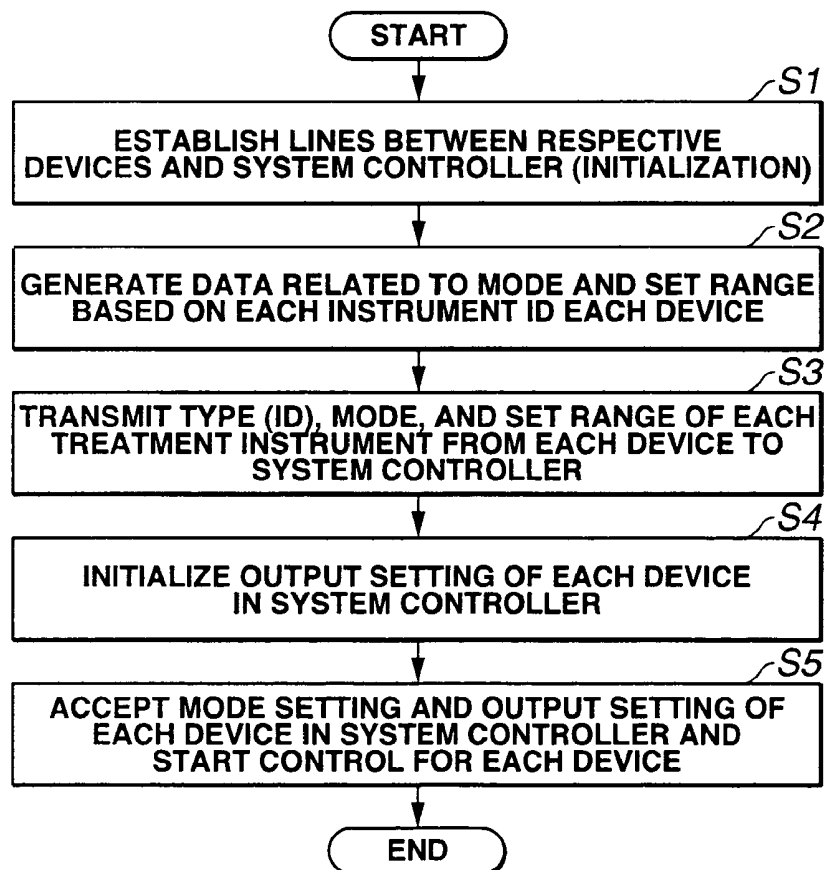 START
S1
ESTABLISH LINES BETWEEN RESPECTIVE
DEVICES AND SYSTEM CONTROLLER (INITIALIZATION)
S2
GENERATE DATA RELATED TO MODE AND SET RANGE
BASED ON EACH INSTRUMENT ID EACH DEVICE
S3
TRANSMIT TYPE (ID), MODE, AND SET RANGE OF EACH
TREATMENT INSTRUMENT FROM EACH DEVICE TO
SYSTEM CONTROLLER
S4
INITIALIZE OUTPUT SETTING OF EACH DEVICE
IN SYSTEM CONTROLLER
S5
ACCEPT MODE SETTING AND OUTPUT SETTING OF
EACH DEVICE IN SYSTEM CONTROLLER AND
START CONTROL FOR EACH DEVICE
END